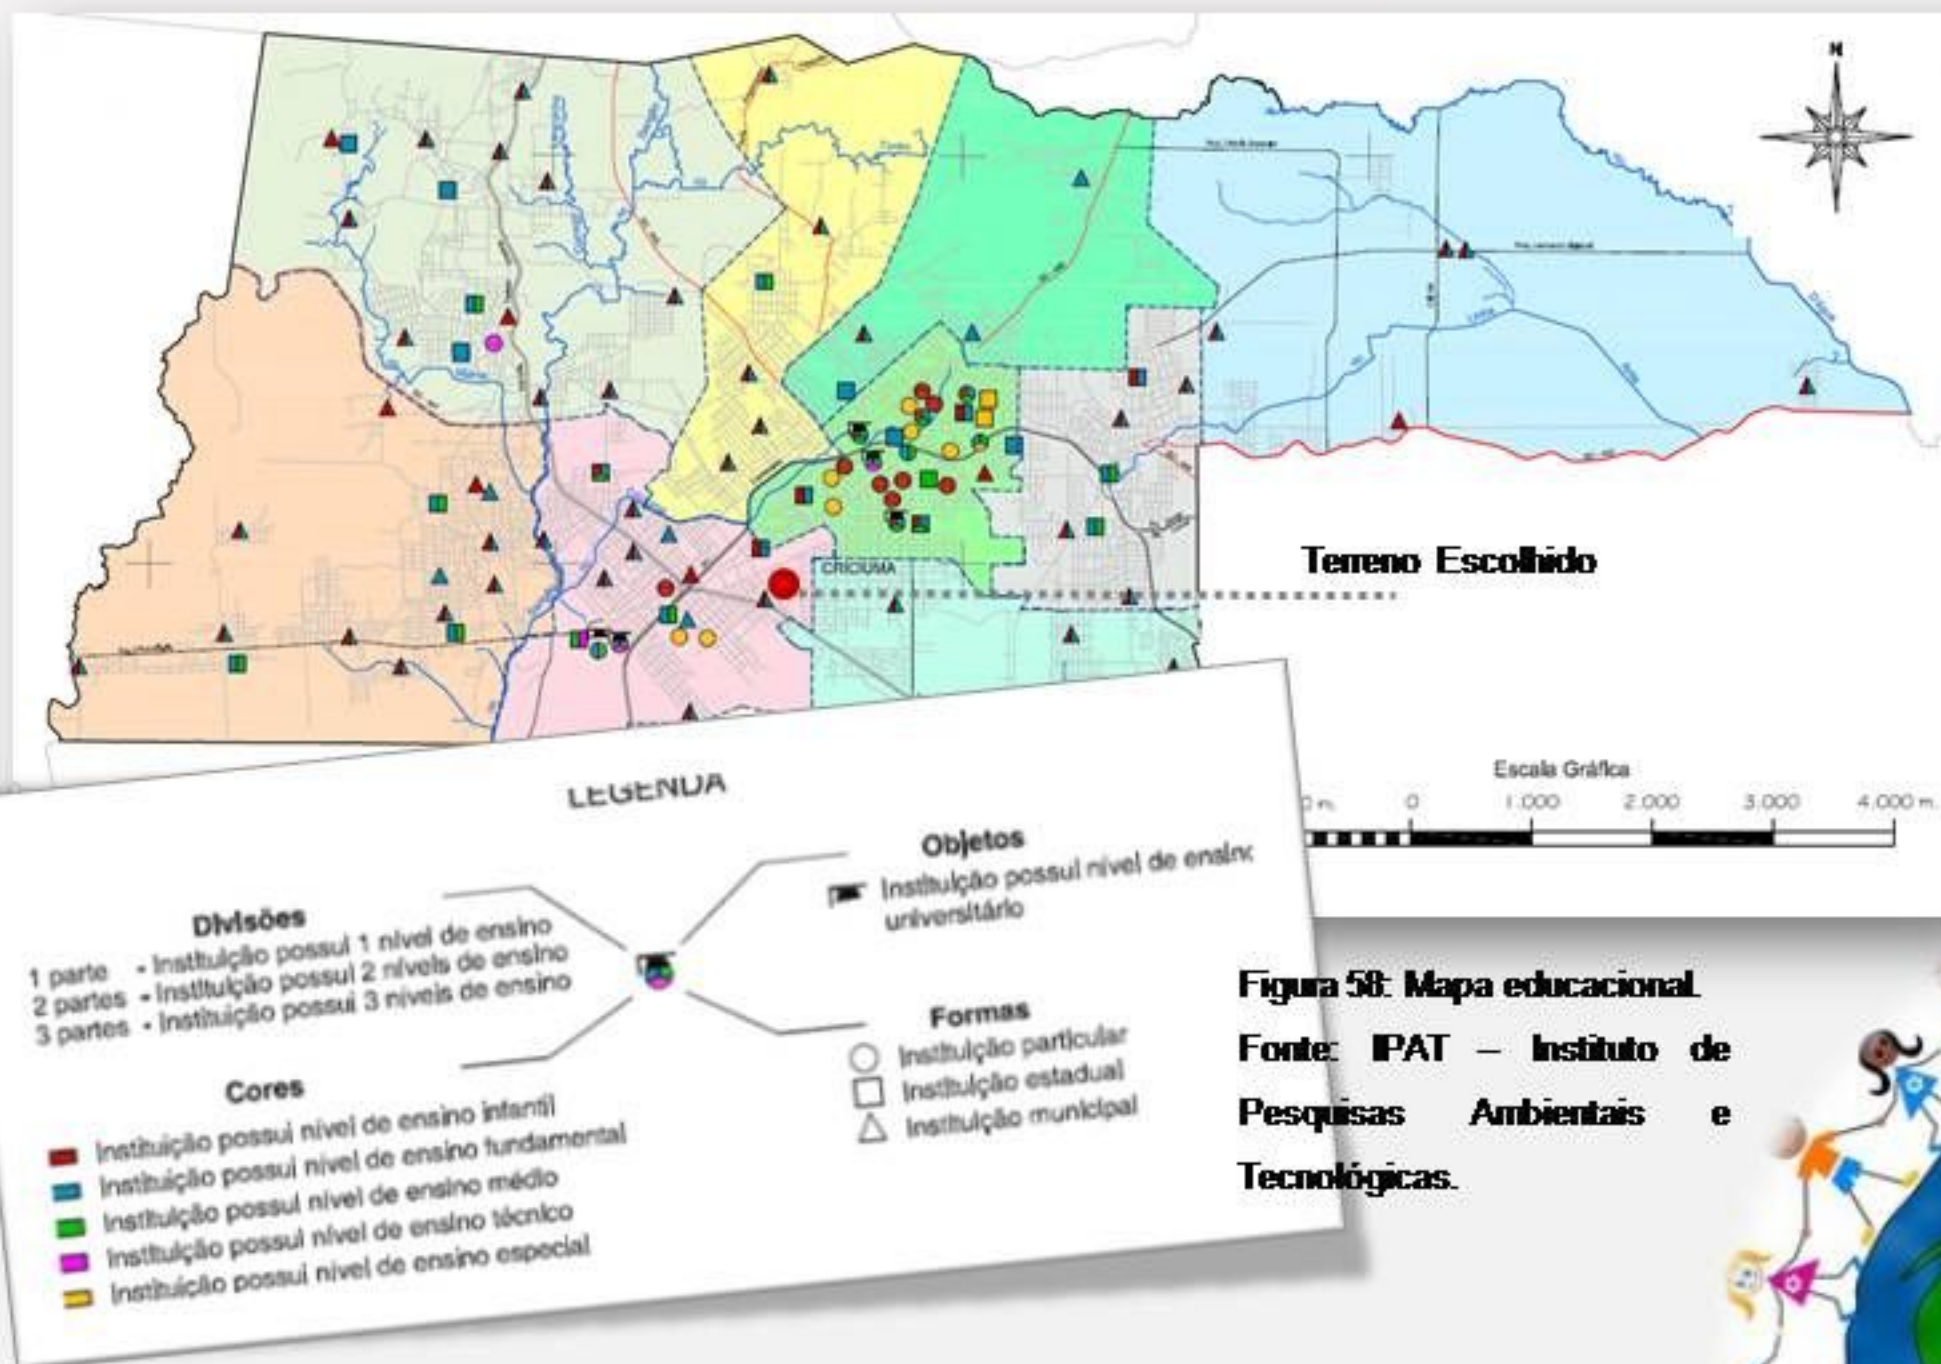 N
CRICIUMA
Terreno Escolhido
Escala Gráfica
0 1.000 2.000 3.000 4.000 m.
LEGENDA
Divisões
1 parte - Instituição possui 1 nível de ensino
2 partes - Instituição possui 2 níveis de ensino
3 partes - Instituição possui 3 níveis de ensino
Objetos
Instituição possui nível de ensino
universitário
Cores
Instituição possui nível de ensino infantil
Instituição possui nível de ensino fundamental
Instituição possui nível de ensino médio
Instituição possui nível de ensino técnico
Instituição possui nível de ensino especial
Formas
Instituição particular
Instituição estadual
Instituição municipal
Figura 58: Mapa educacional.
Fonte: IPAT – Instituto de
Pesquisas Ambientais e
Tecnológicas.